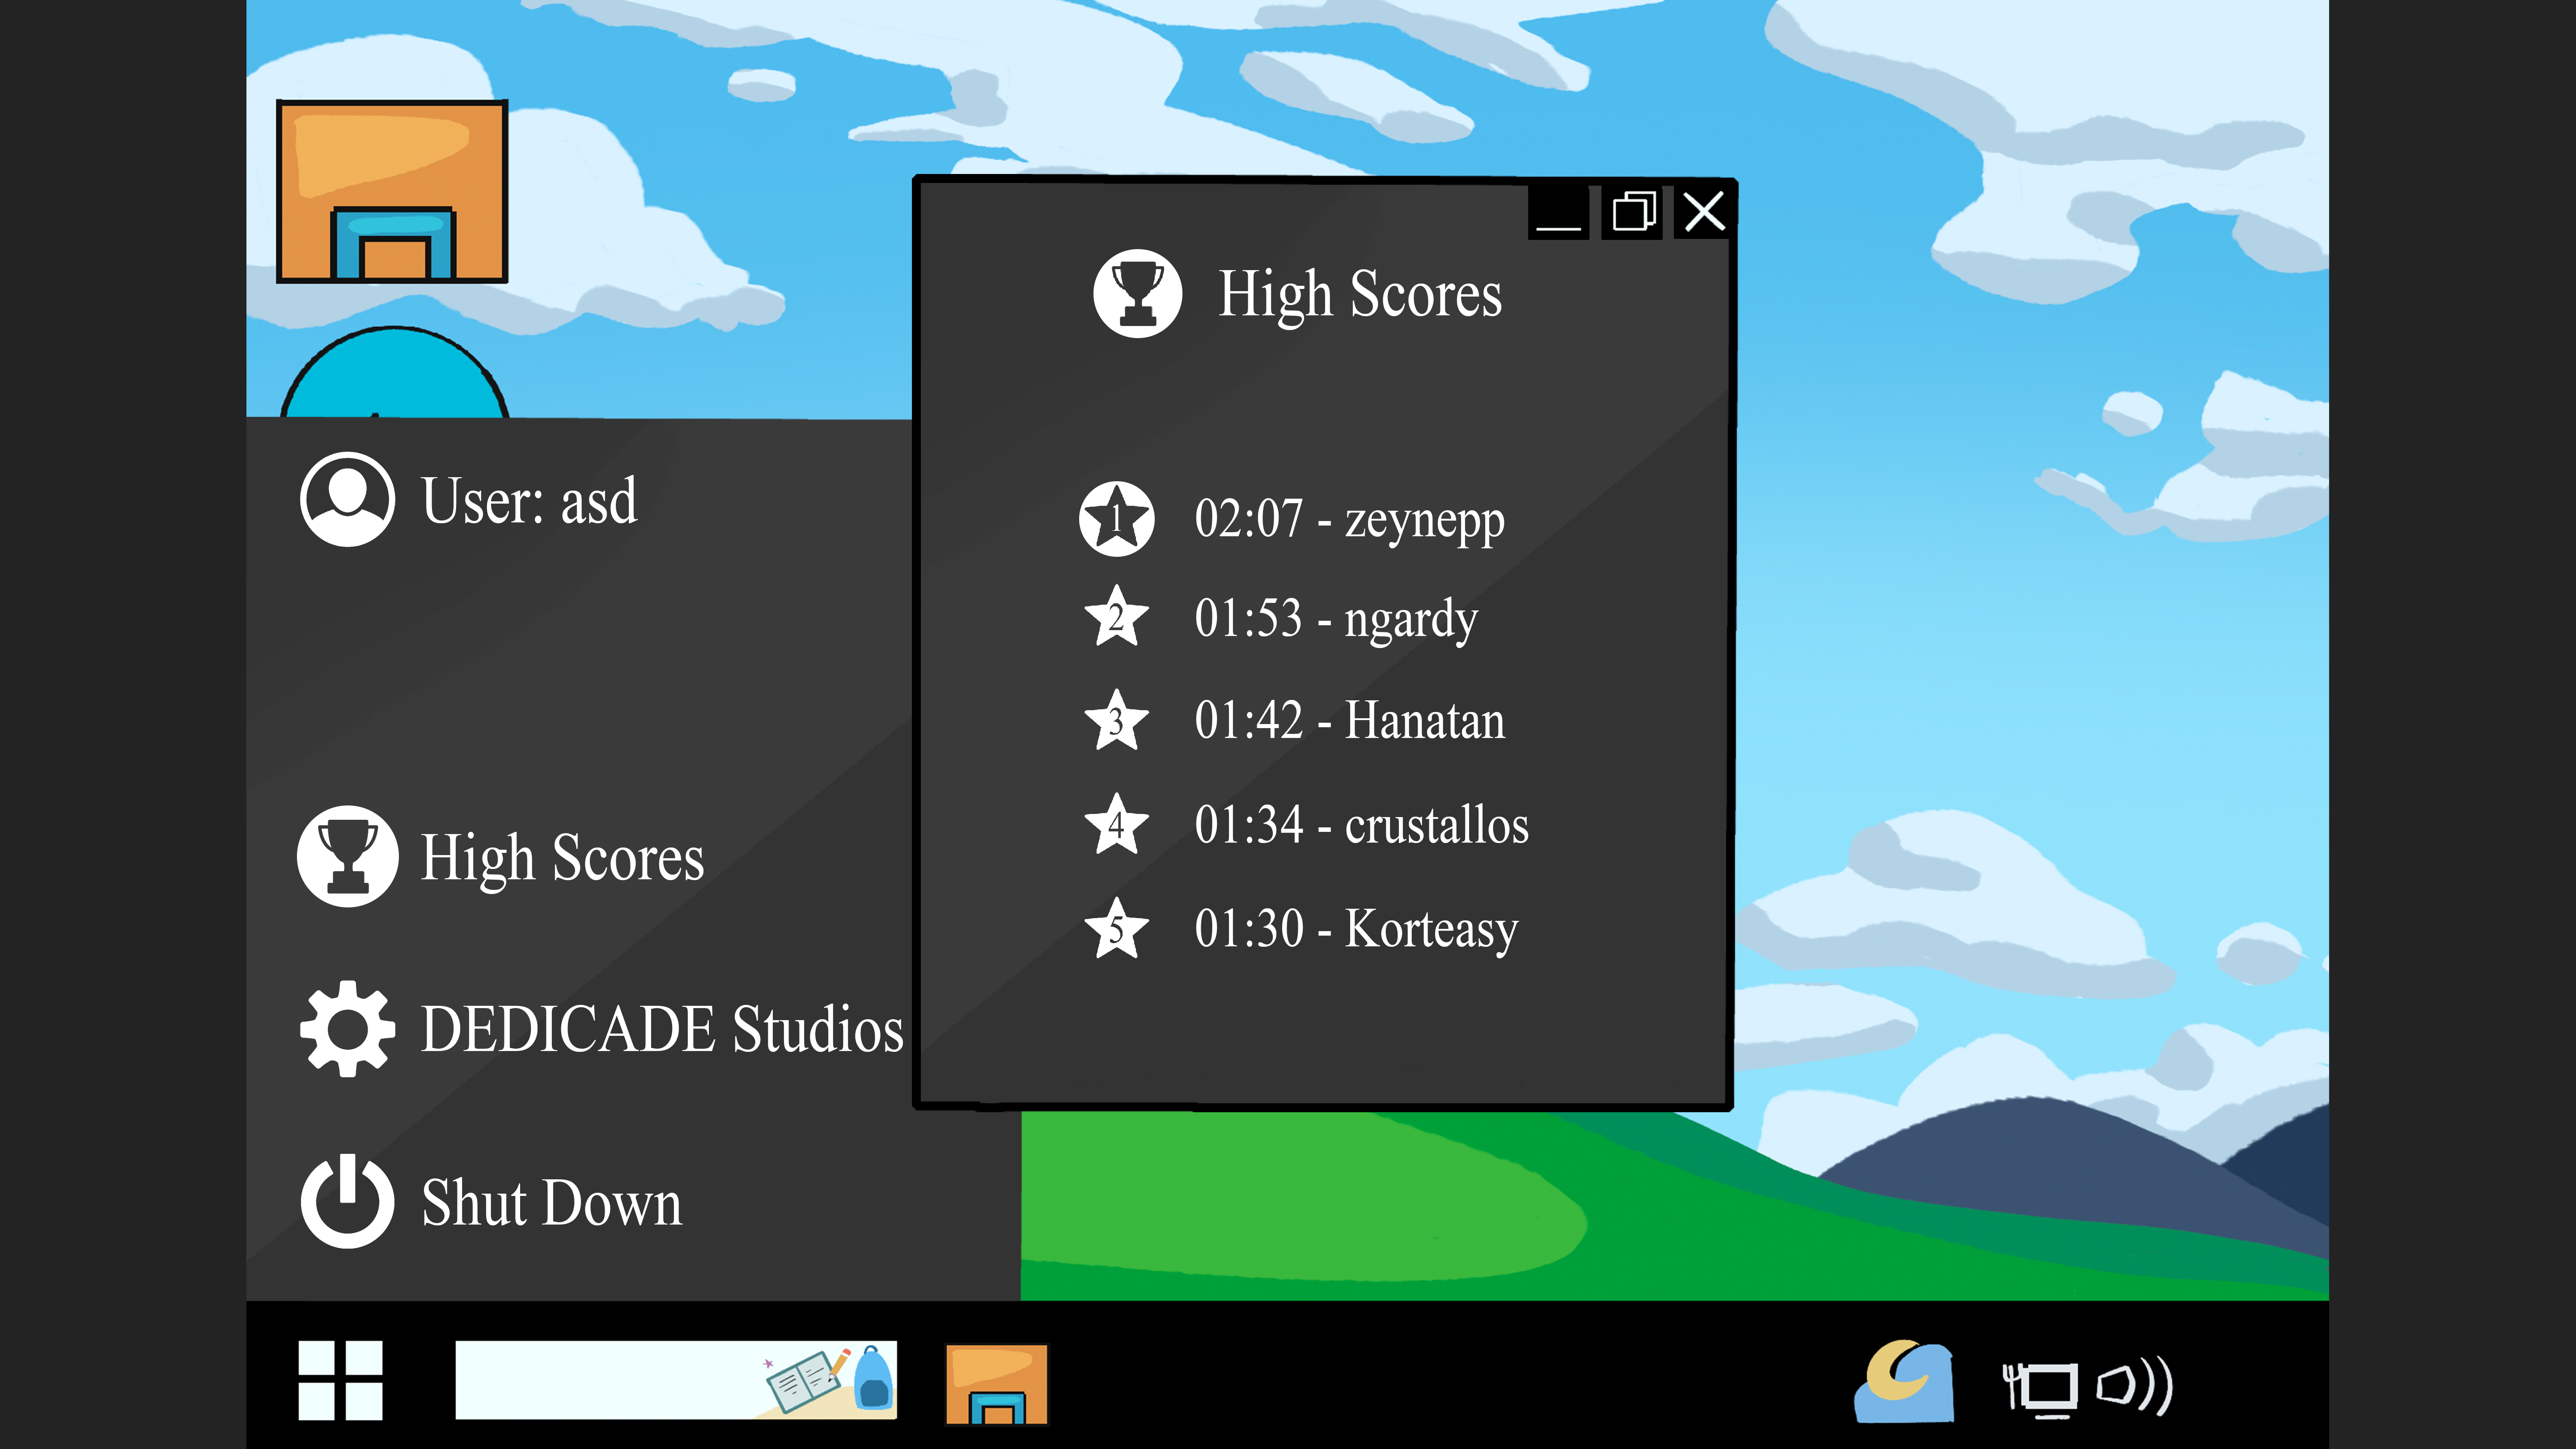 High Scores
1 02:07 - zeynepp
2 01:53 - ngardy
3 01:42 - Hanatan
4 01:34 - crustallos
5 01:30 - Korteasy
User: asd
High Scores
DEDICADE Studios
Shut Down